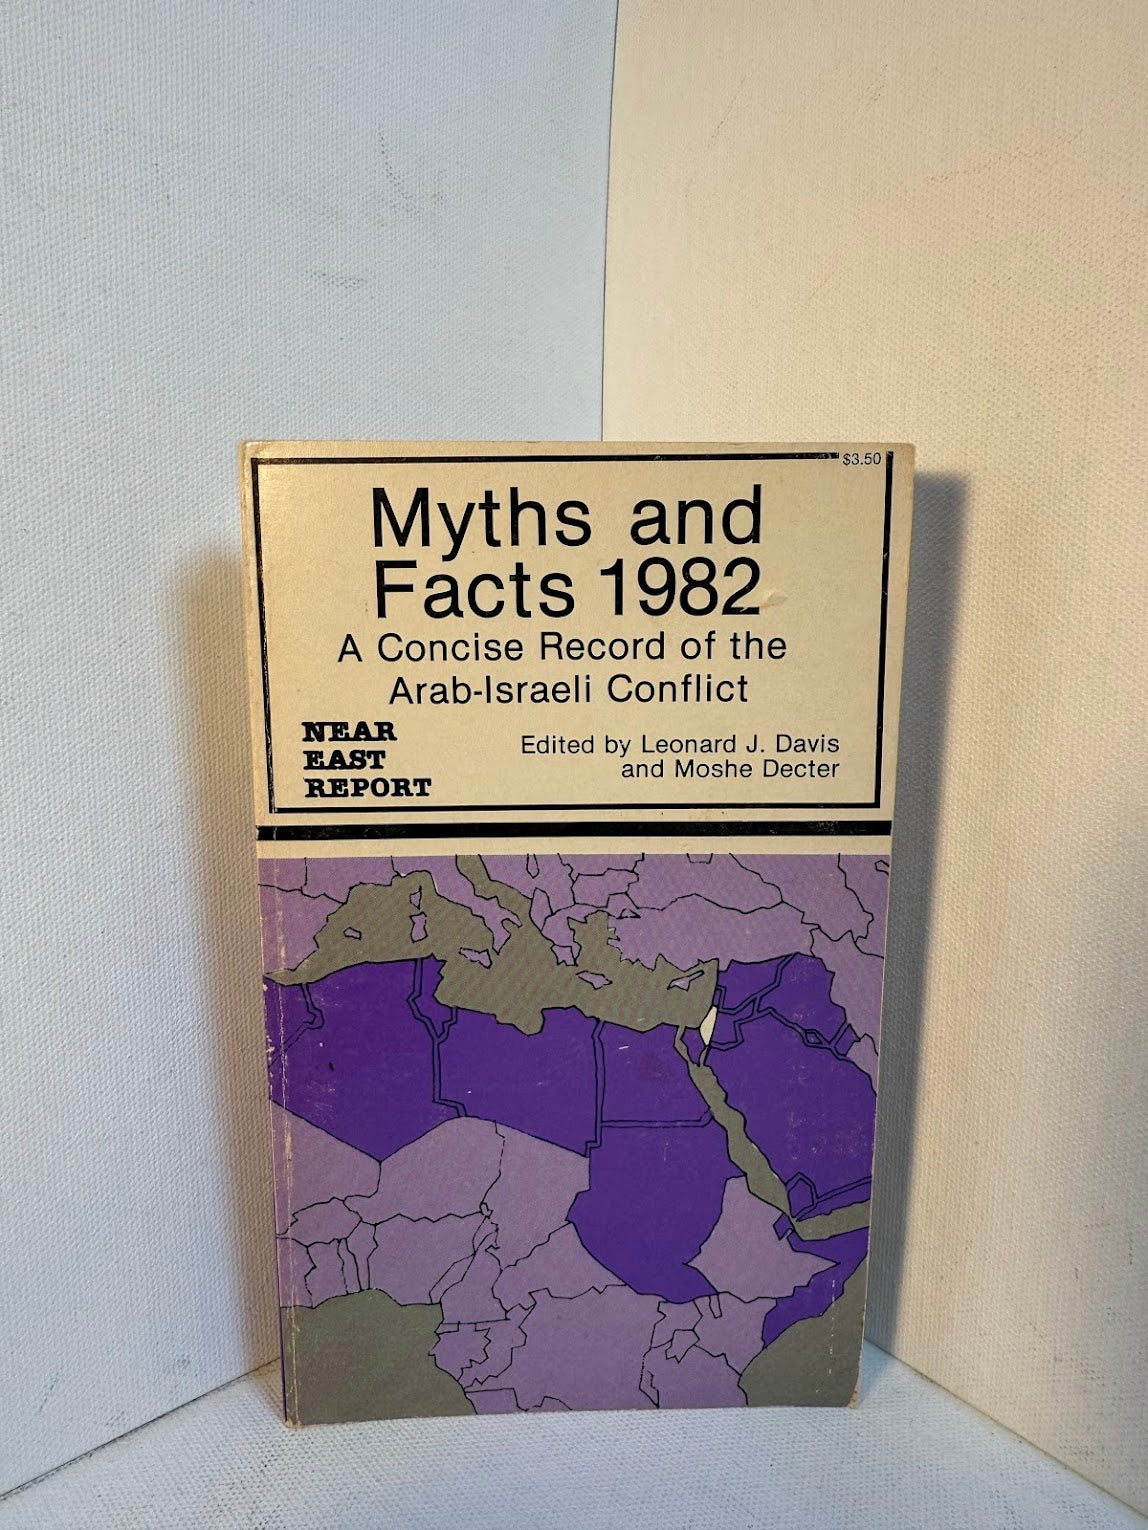 $3.50
Myths and
Facts 1982
A Concise Record of the
Arab-Israeli Conflict
NEAR
EAST
REPORT
Edited by Leonard J. Davis
and Moshe Decter